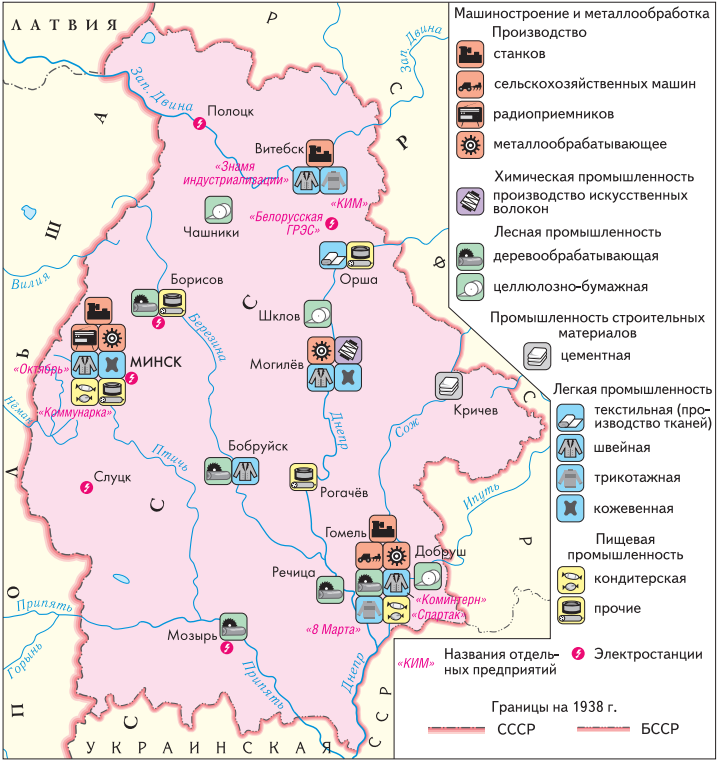 ЛАТВИЯ
Р
С
Ф
С
Р
Зап. Двина
Зап. Двина
Полоцк
Витебск
«Знамя
индустриализации»
«КИМ»
«Белорусская
ГРЭС»
Чашники
Орша
Вилия
Борисов
Березина
Шклов
МИНСК
«Октябрь»
«Коммунарка»
Могилёв
Днепр
Кричев
Сож
Нёман
Птичь
Бобруйск
Слуцк
Рогачёв
Ипуть
Гомель
Добруш
Речица
«Коминтерн»
«Спартак»
«8 Марта»
Припять
Мозырь
Горынь
Припять
Днепр
ПОЛЬША
БССР
УКРАИНСКАЯ
ССР
Машиностроение и металлообработка
Производство
станков
сельскохозяйственных машин
радиоприемников
металлообрабатывающее
Химическая промышленность
производство искусственных
волокон
Лесная промышленность
деревообрабатывающая
целлюлозно-бумажная
Промышленность строительных
материалов
цементная
Легкая промышленность
текстильная (про-
изводство тканей)
швейная
трикотажная
кожевенная
Пищевая
промышленность
кондитерская
прочие
«КИМ»
Названия отдель-
ных предприятий
Электростанции
Границы на 1938 г.
СССР
БССР